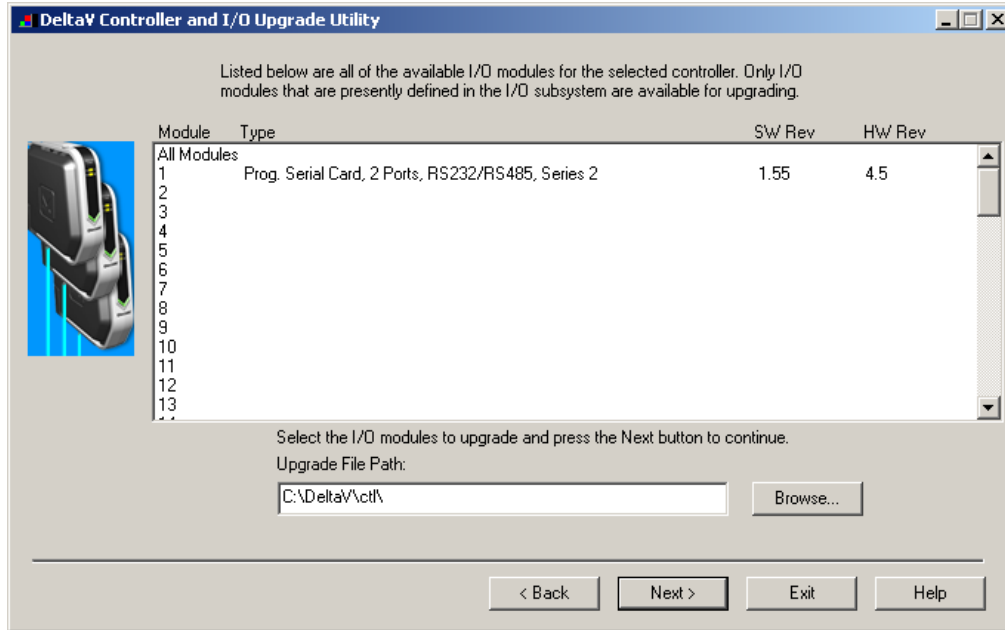 DeltaV Controller and I/O Upgrade Utility
Listed below are all of the available I/O modules for the selected controller. Only I/O
modules that are presently defined in the I/O subsystem are available for upgrading.
Module Type SW Rev HW Rev
All Modules
1 Prog. Serial Card, 2 Ports, RS232/RS485, Series 2 1.55 4.5
2
3
4
5
6
7
8
9
10
11
12
13
Select the I/O modules to upgrade and press the Next button to continue.
Upgrade File Path:
C:\DeltaV\ctl\ Browse...
< Back Next > Exit Help